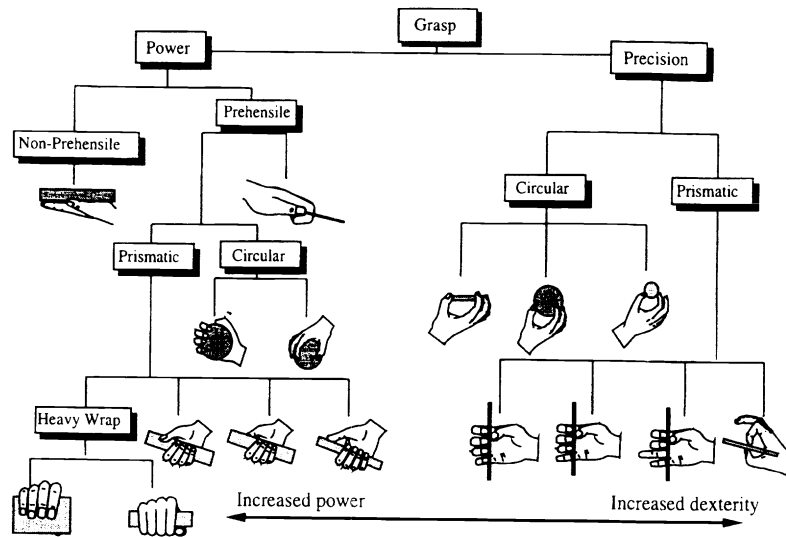 Grasp
Power
Precision
Prehensile
Non-Prehensile
Circular
Prismatic
Prismatic
Circular
Heavy Wrap
Increased power
Increased dexterity